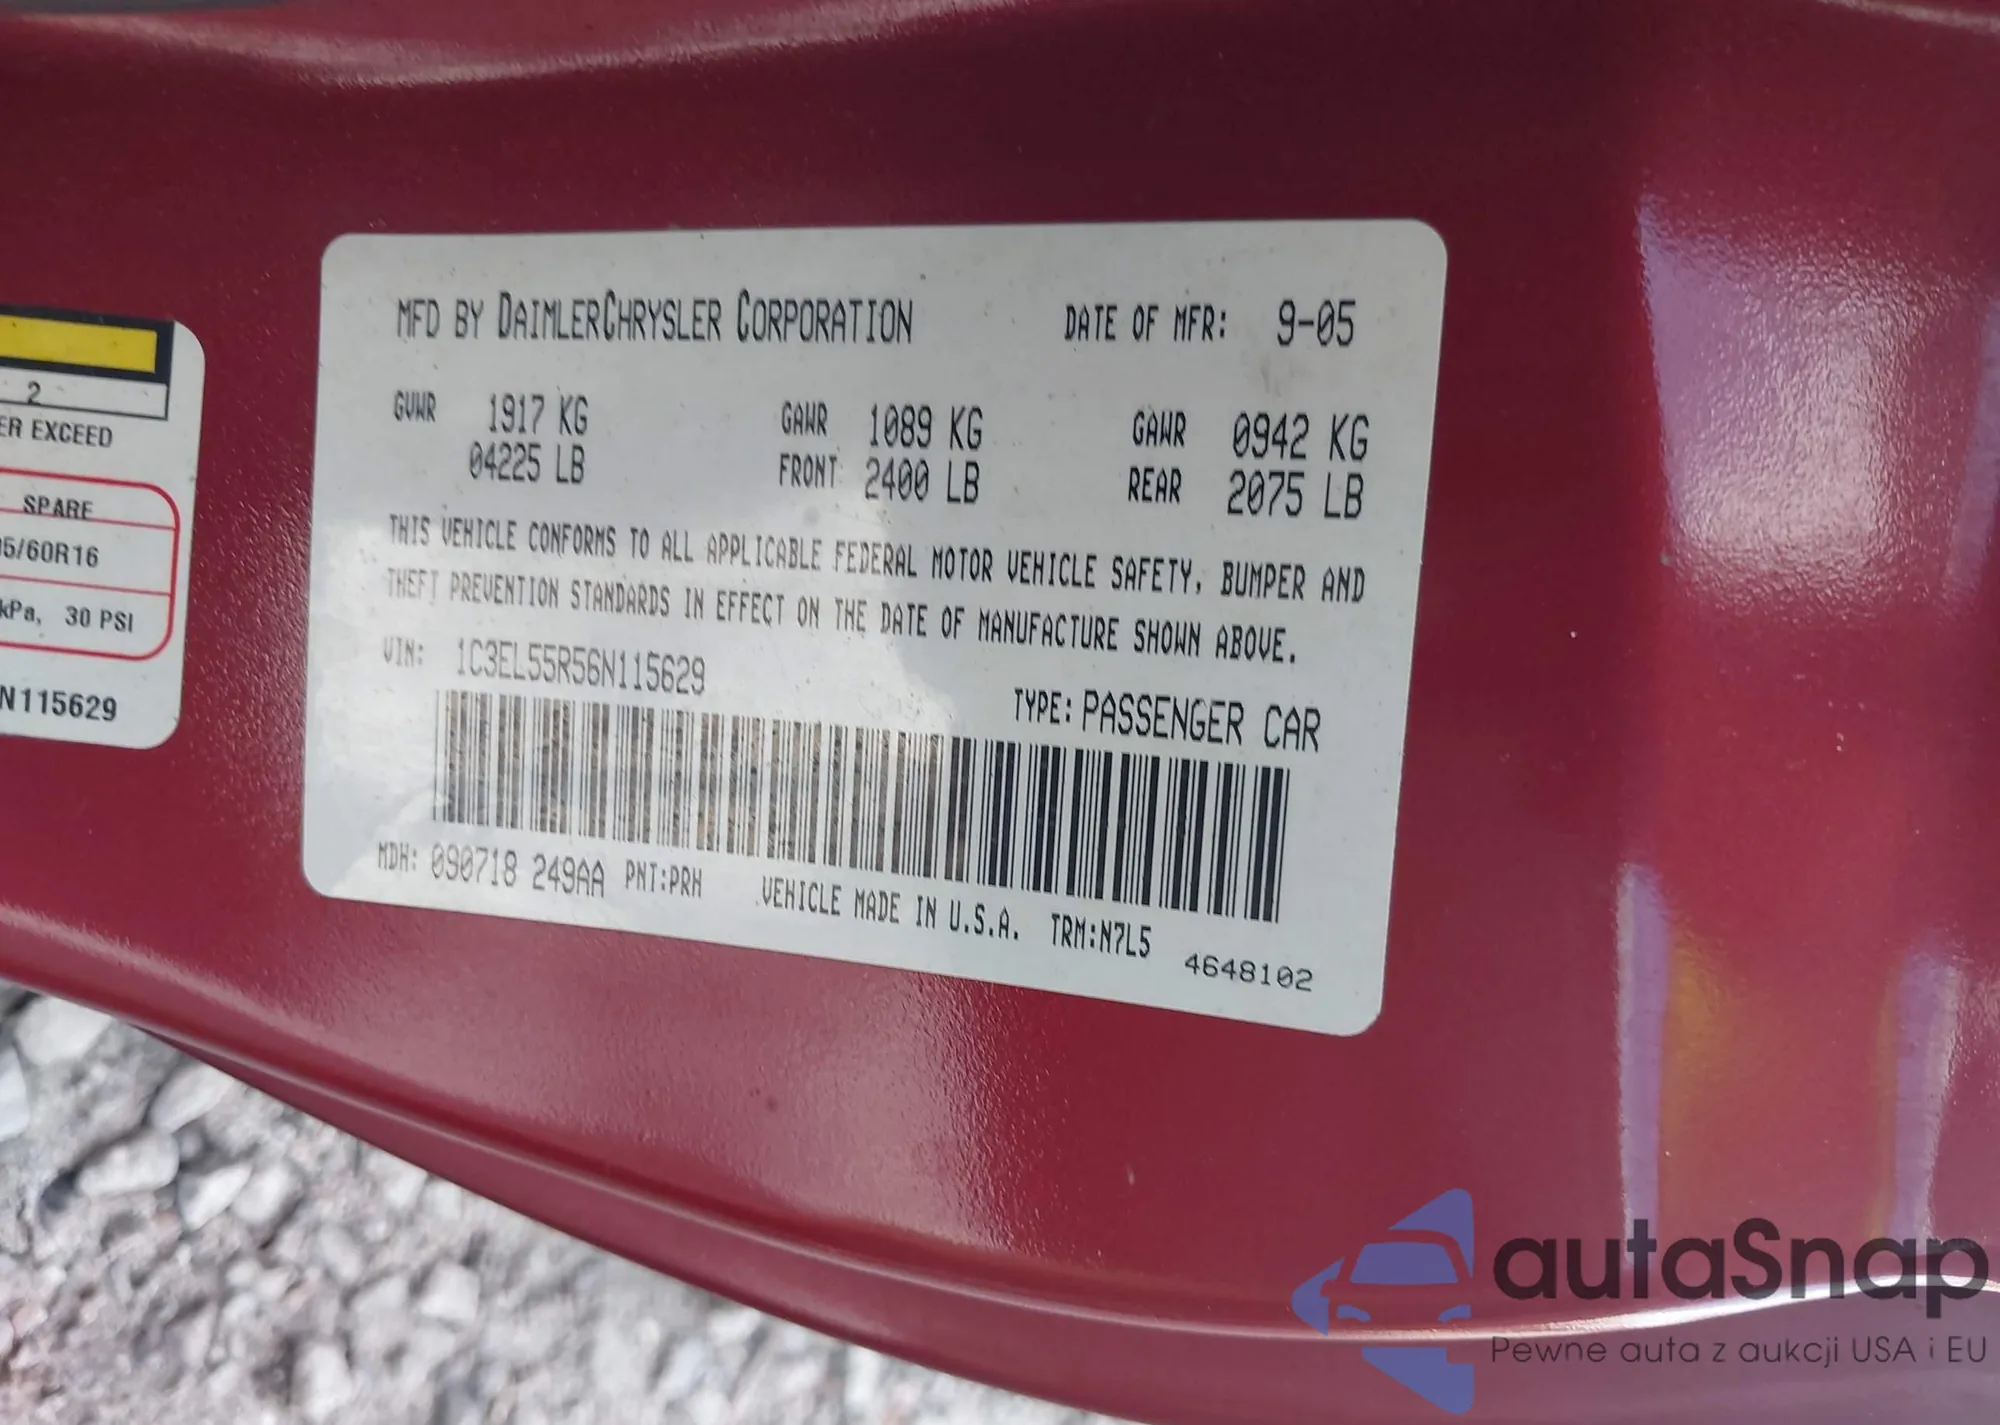 MFD BY DAIMLERCHRYSLER CORPORATION DATE OF MFR: 9-05
GVWR 1917 KG GAWR 1089 KG GAWR 0942 KG
04225 LB FRONT 2400 LB REAR 2075 LB
THIS VEHICLE CONFORMS TO ALL APPLICABLE FEDERAL MOTOR VEHICLE SAFETY, BUMPER AND
THEFT PREVENTION STANDARDS IN EFFECT ON THE DATE OF MANUFACTURE SHOWN ABOVE.
VIN: 1C3EL55R56N115629
TYPE: PASSENGER CAR
MDH: 090718 249AA PNT:PRH VEHICLE MADE IN U.S.A. TRM:N7L5 4648102
2
EXCEED
SPARE
5/60R16
kPa, 30 PSI
N115629
autaSnap
Pewne auta z aukcji USA i EU